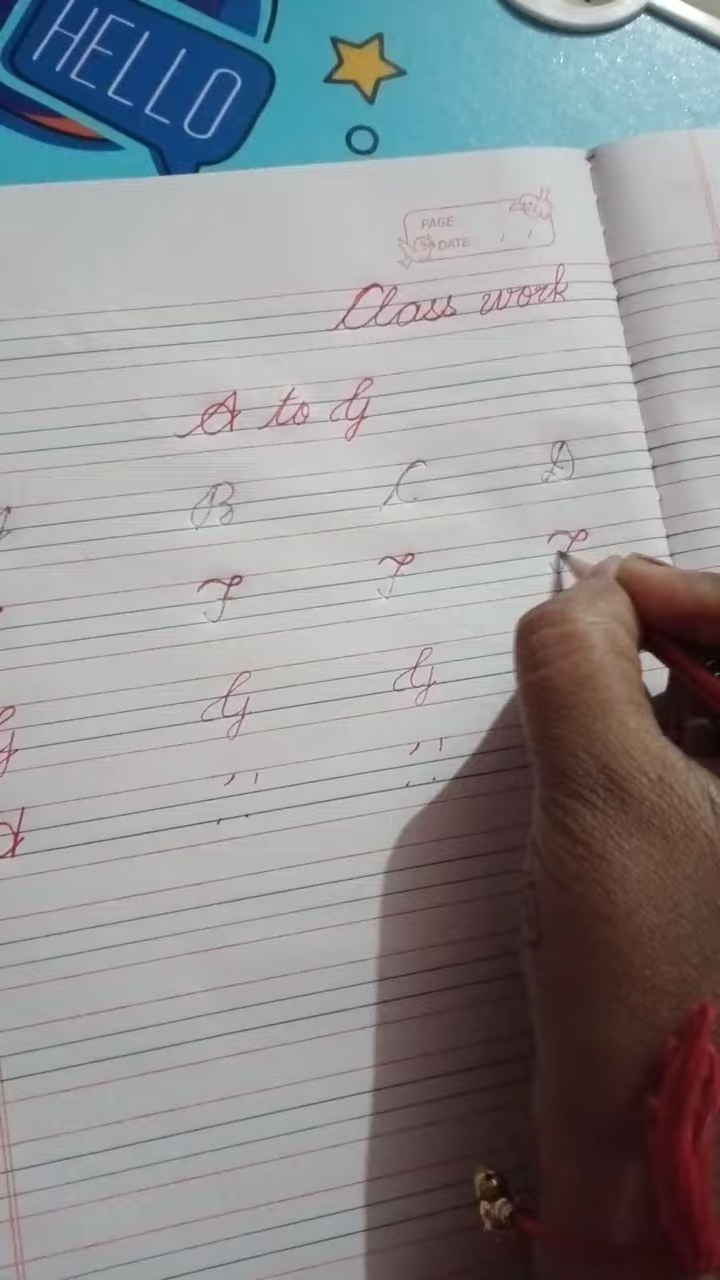 HELLO
PAGE
DATE
Class work
A to G
B C D
F F F
G G
,, ,,